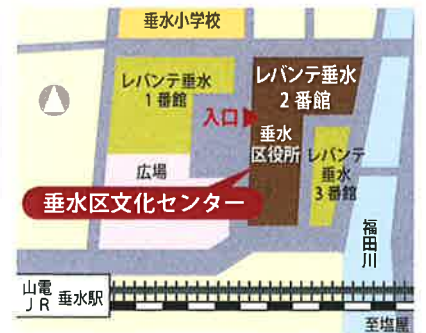 垂水小学校
レバンテ垂水
1番館
レバンテ垂水
2番館
入口
垂水
区役所
レバンテ
垂水
3番館
広場
垂水区文化センター
福田川
山電
JR
垂水駅
至塩屋